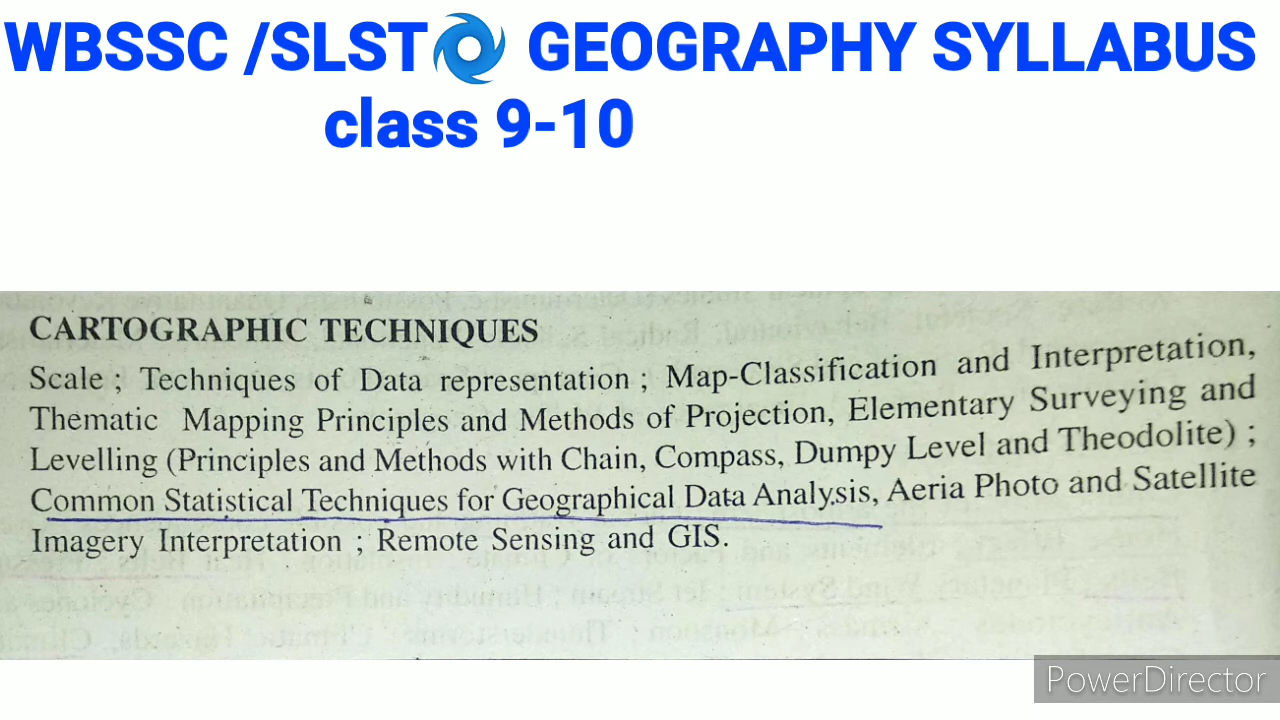 WBSSC /SLST🌀 GEOGRAPHY SYLLABUS
class 9-10
CARTOGRAPHIC TECHNIQUES
Scale ; Techniques of Data representation ; Map-Classification and Interpretation,
Thematic Mapping Principles and Methods of Projection, Elementary Surveying and
Levelling (Principles and Methods with Chain, Compass, Dumpy Level and Theodolite) ;
Common Statistical Techniques for Geographical Data Analysis, Aeria Photo and Satellite
Imagery Interpretation ; Remote Sensing and GIS.
PowerDirector